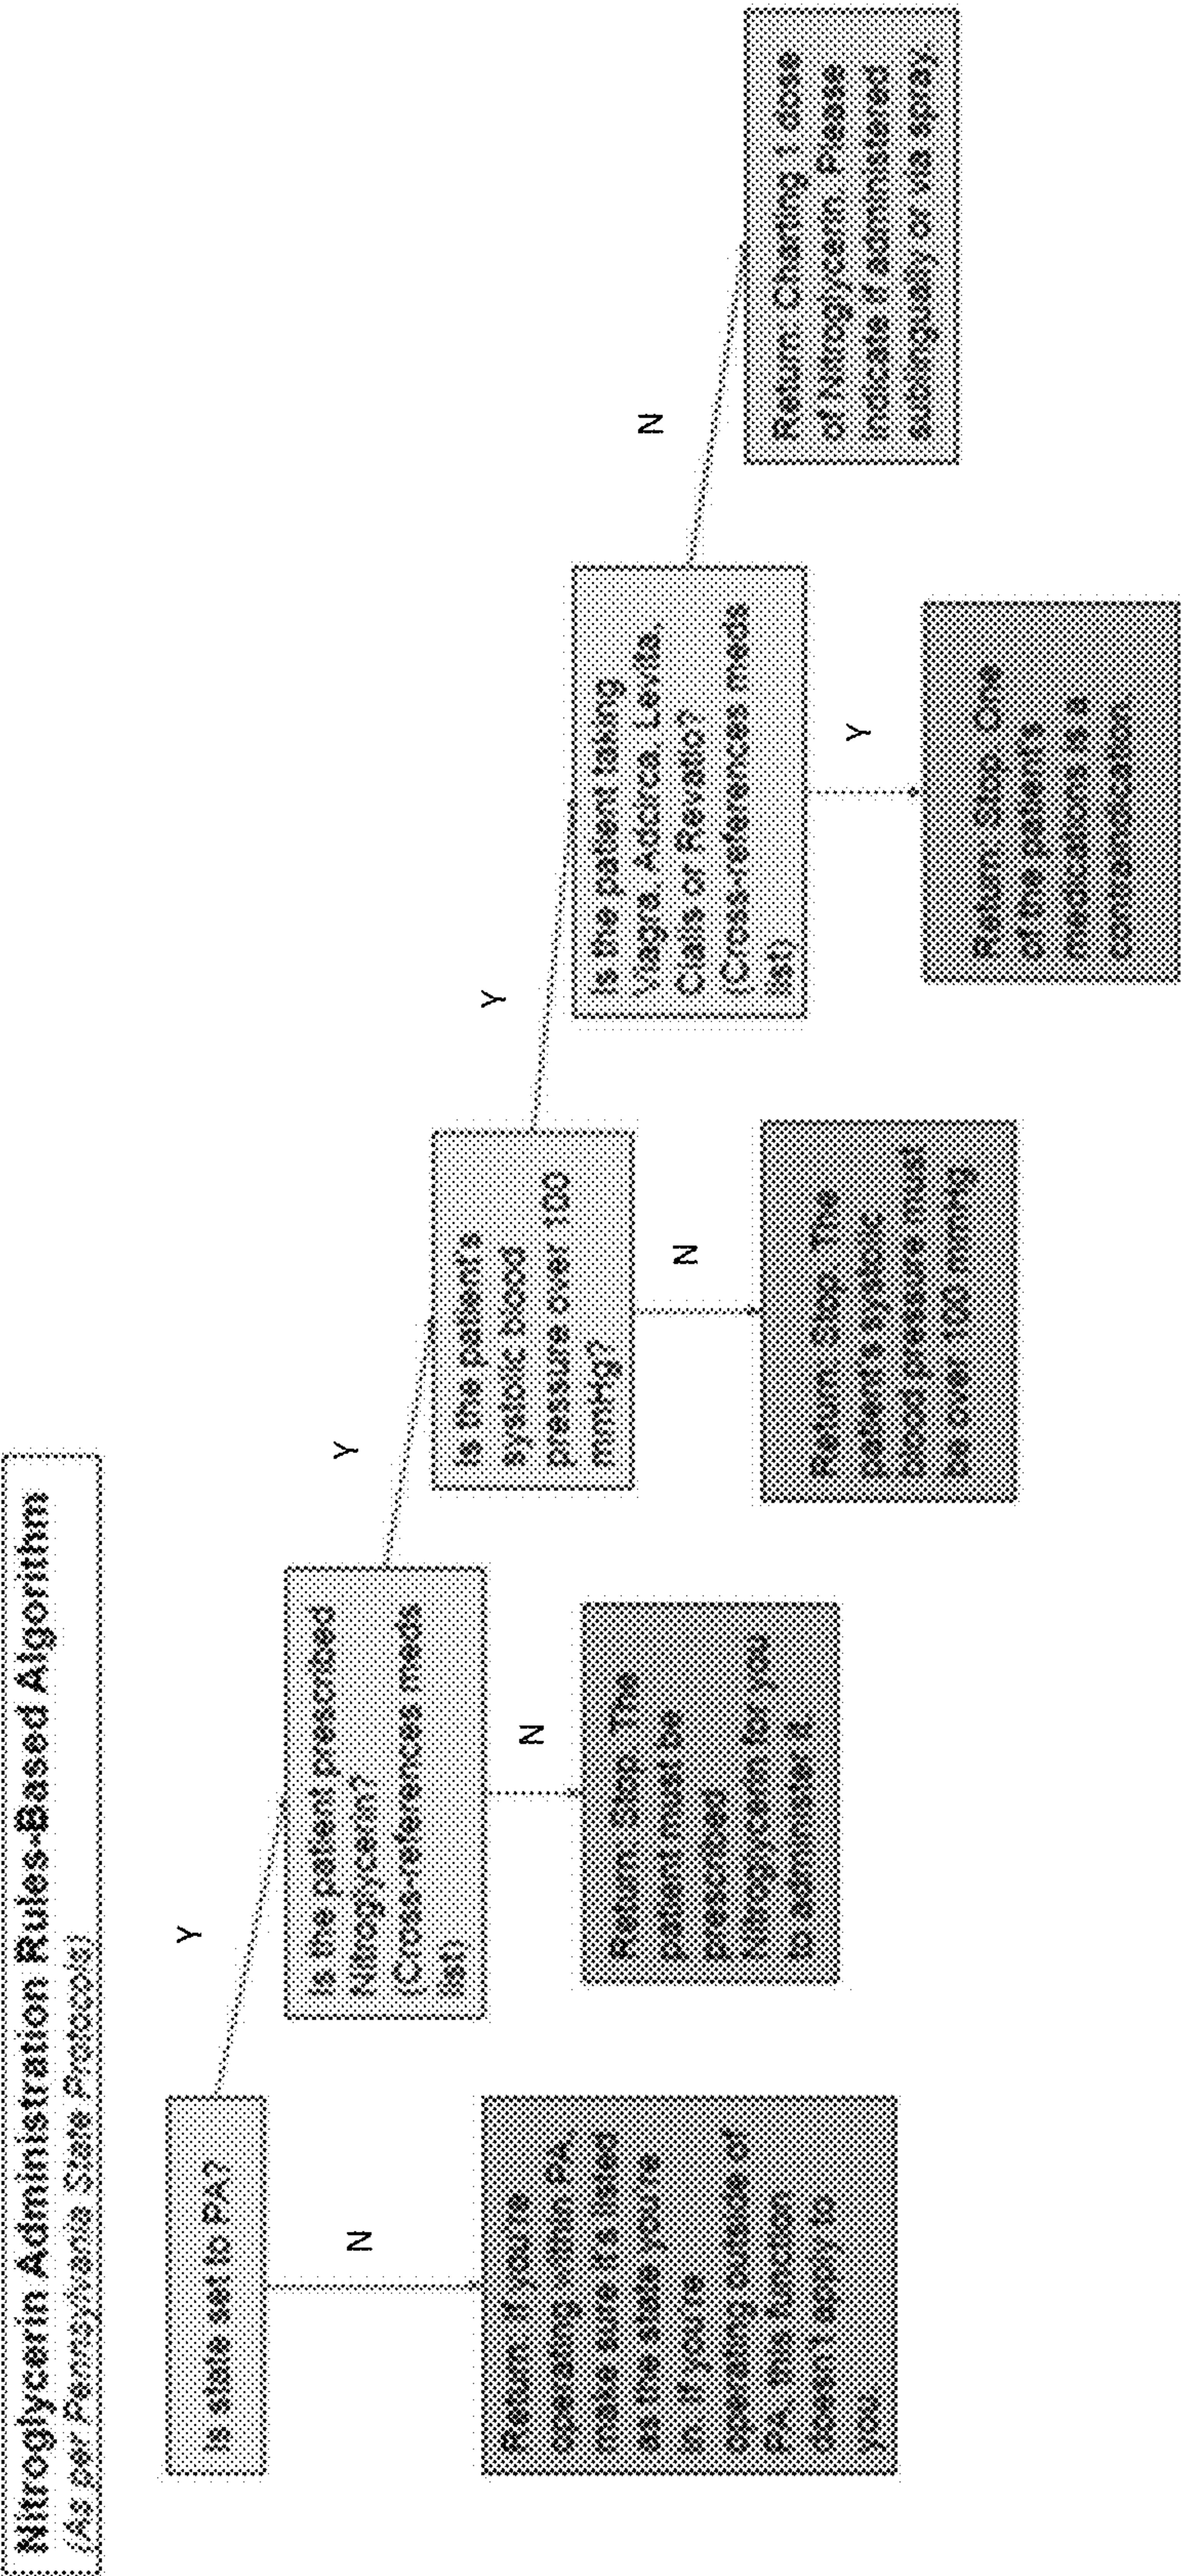 Nitroglycerin Administration Rules-Based Algorithm
(As per Pennsylvania State Protocols)
Is state set to PA?
Y
N
Return: If you're
operating within PA,
make sure it's listed
as the state you're
in. If you're
operating outside of
PA, this function
doesn't apply to
you.
Is the patient prescribed
Nitroglycerin?
(Cross-references meds
list)
Y
N
Return: Stop. The
patient must be
prescribed
Nitroglycerin for you
to administer it.
Is the patient's
systolic blood
pressure over 100
mmHg?
Y
N
Return: Stop. The
patient's systolic
blood pressure must
be over 100 mmHg
Is the patient taking
Viagra, Adcirca, Levita,
Cialis or Revatio?
(Cross-references meds
list)
N
Y
Return: Stop. One
of the patient's
medications is a
contraindication.
Return: Charting 1 dose
of Nitroglycerin. Please
indicate if administered
sublingually or via spray.